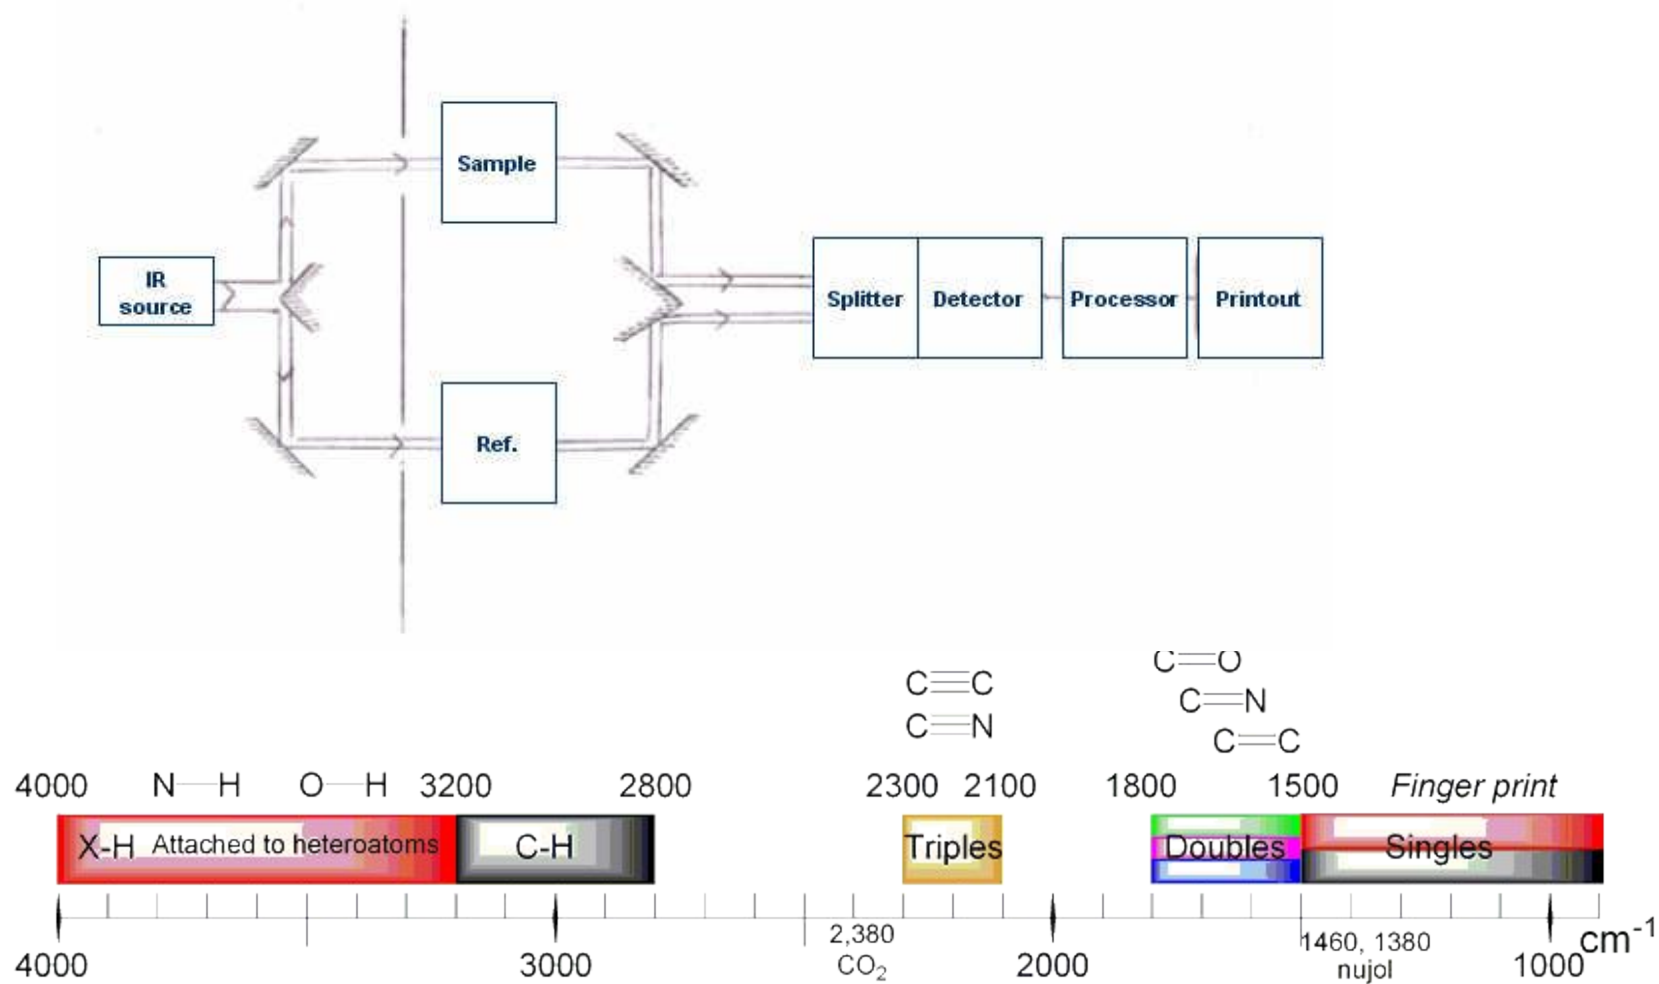 Sample
IR
source
Splitter Detector Processor Printout
Ref.
C=O
C≡C
C=N
C≡N
C=C
4000 N—H O—H 3200 2800 2300 2100 1800 1500 Finger print
X-H Attached to heteroatoms C-H Triples Doubles Singles
2,380 1460, 1380 cm⁻¹
4000 3000 CO₂ 2000 nujol 1000